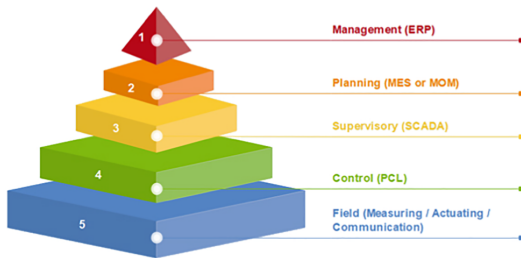 1
Management (ERP)
2
Planning (MES or MOM)
3
Supervisory (SCADA)
4
Control (PCL)
5
Field (Measuring / Actuating /
Communication)